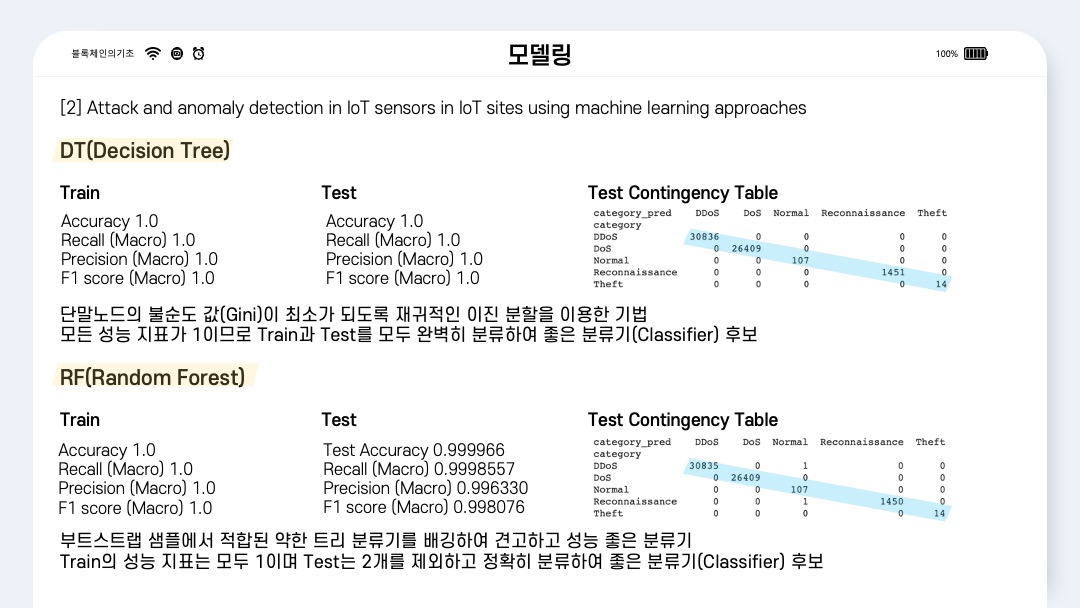 블록체인의기초
모델링
100%
[2] Attack and anomaly detection in IoT sensors in IoT sites using machine learning approaches
DT(Decision Tree)
Train
Accuracy 1.0
Recall (Macro) 1.0
Precision (Macro) 1.0
F1 score (Macro) 1.0
Test
Accuracy 1.0
Recall (Macro) 1.0
Precision (Macro) 1.0
F1 score (Macro) 1.0
Test Contingency Table
category_pred DDoS DoS Normal Reconnaissance Theft
category
DDoS 30836 0 0 0 0
DoS 0 26409 0 0 0
Normal 0 0 107 0 0
Reconnaissance 0 0 0 1451 0
Theft 0 0 0 0 14
단말노드의 불순도 값(Gini)이 최소가 되도록 재귀적인 이진 분할을 이용한 기법
모든 성능 지표가 1이므로 Train과 Test를 모두 완벽히 분류하여 좋은 분류기(Classifier) 후보
RF(Random Forest)
Train
Accuracy 1.0
Recall (Macro) 1.0
Precision (Macro) 1.0
F1 score (Macro) 1.0
Test
Test Accuracy 0.999966
Recall (Macro) 0.9998557
Precision (Macro) 0.996330
F1 score (Macro) 0.998076
Test Contingency Table
category_pred DDoS DoS Normal Reconnaissance Theft
category
DDoS 30835 0 1 0 0
DoS 0 26409 0 0 0
Normal 0 0 107 0 0
Reconnaissance 0 0 1 1450 0
Theft 0 0 0 0 14
부트스트랩 샘플에서 적합된 약한 트리 분류기를 배깅하여 견고하고 성능 좋은 분류기
Train의 성능 지표는 모두 1이며 Test는 2개를 제외하고 정확히 분류하여 좋은 분류기(Classifier) 후보